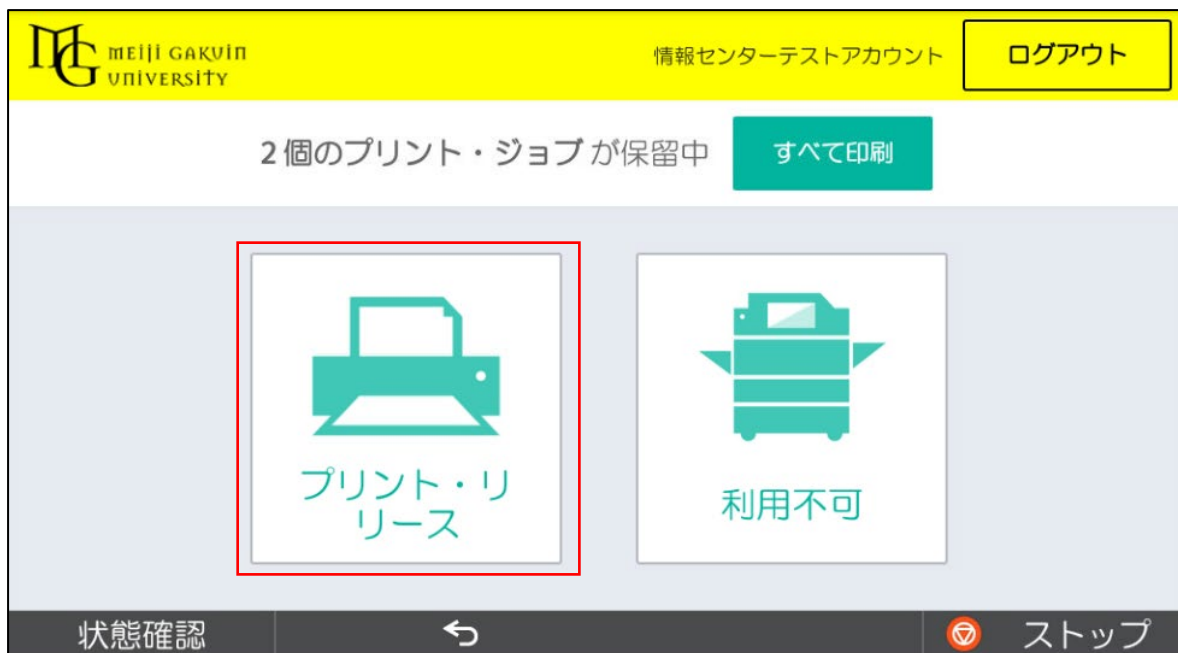 MG MEIJI GAKUIN
UNIVERSITY
情報センターテストアカウント
ログアウト
2個のプリント・ジョブ が保留中
すべて印刷
プリント・リ
リース
利用不可
状態確認
ストップ